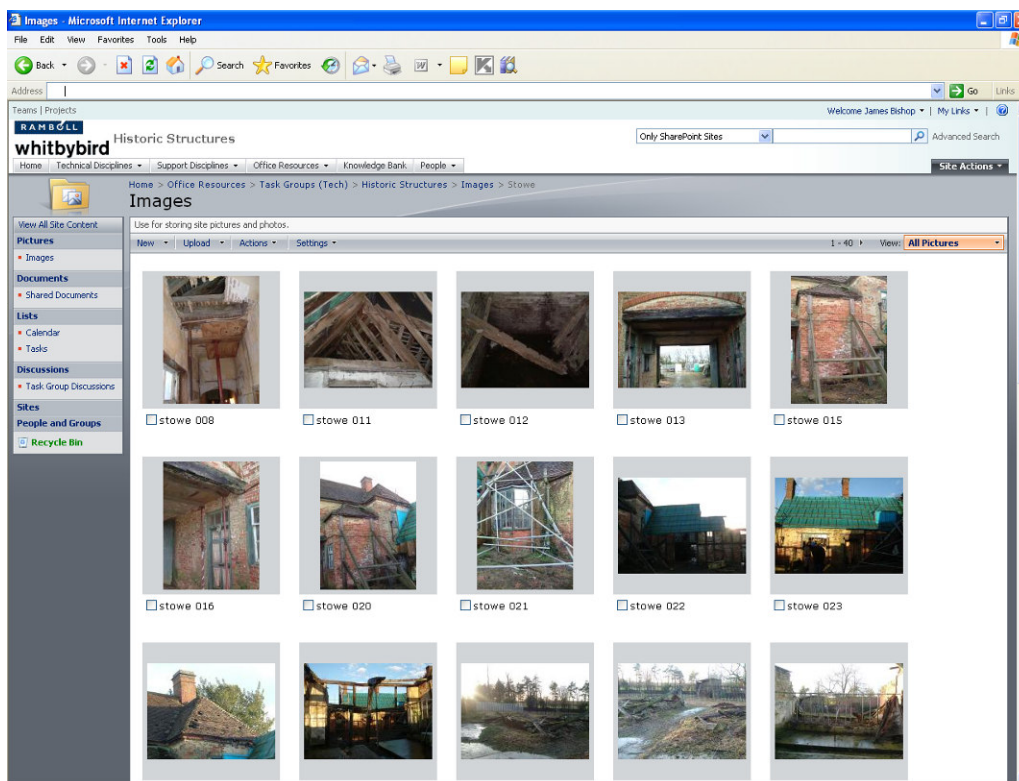 Images - Microsoft Internet Explorer
File Edit View Favorites Tools Help
Back Search Favorites
Address Go Links
Teams | Projects Welcome James Bishop | My Links
RAMBOLL
whitbybird Historic Structures Only SharePoint Sites Advanced Search
Home Technical Disciplines Support Disciplines Office Resources Knowledge Bank People Site Actions
Home > Office Resources > Task Groups (Tech) > Historic Structures > Images > Stowe
Images
View All Site Content Use for storing site pictures and photos.
Pictures New Upload Actions Settings 1 - 40 View: All Pictures
Images
Documents
Shared Documents
Lists
Calendar
Tasks
Discussions
Task Group Discussions
Sites
People and Groups
Recycle Bin
stowe 008 stowe 011 stowe 012 stowe 013 stowe 015
stowe 016 stowe 020 stowe 021 stowe 022 stowe 023